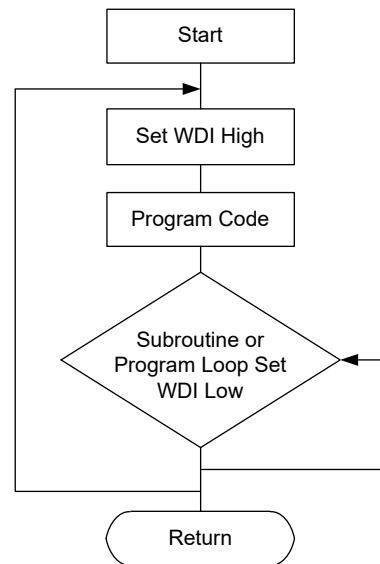 Start
Set WDI High
Program Code
Subroutine or
Program Loop Set
WDI Low
Return